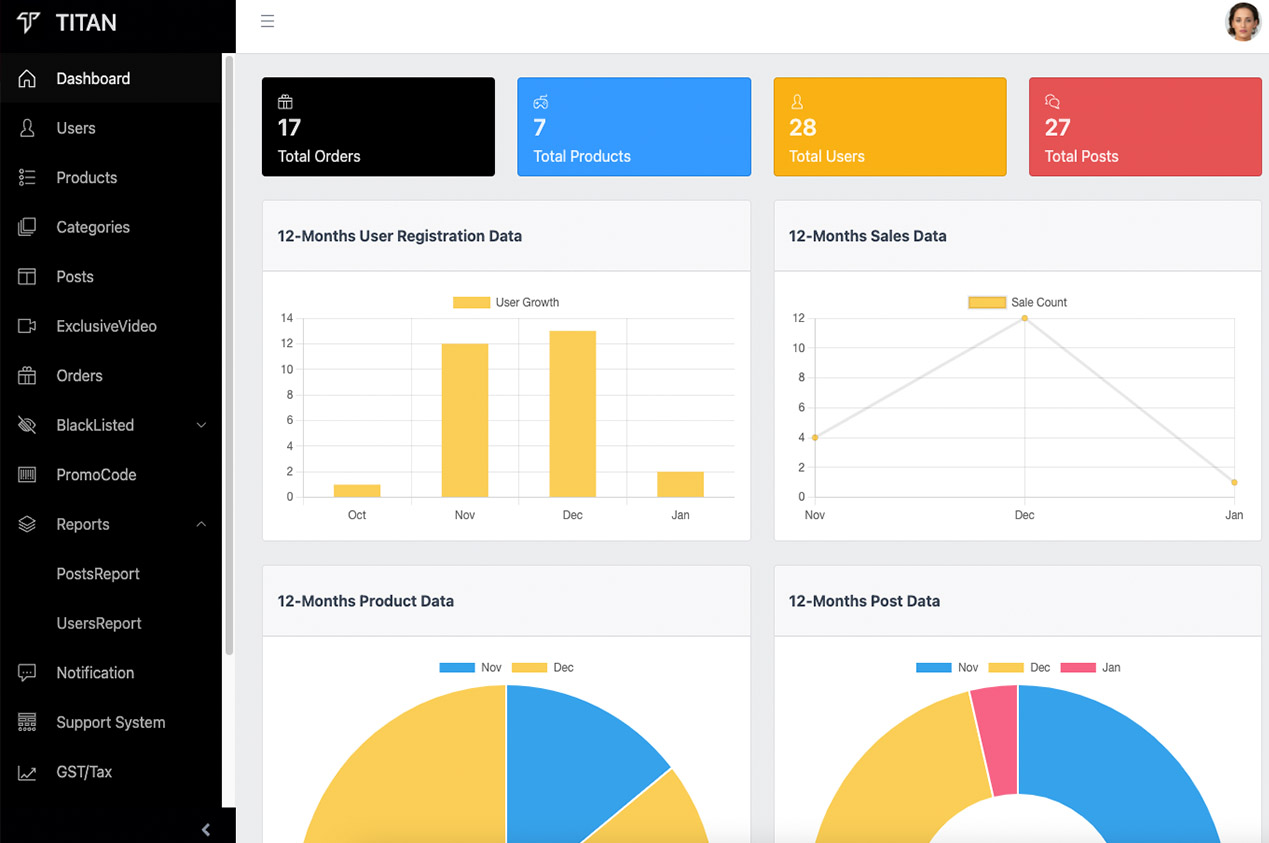 TITAN
Dashboard
Users
Products
Categories
Posts
ExclusiveVideo
Orders
BlackListed
PromoCode
Reports
PostsReport
UsersReport
Notification
Support System
GST/Tax
17
Total Orders
7
Total Products
28
Total Users
27
Total Posts
12-Months User Registration Data
User Growth
14
12
10
8
6
4
2
0
Oct Nov Dec Jan
12-Months Sales Data
Sale Count
12
10
8
6
4
2
0
Nov Dec Jan
12-Months Product Data
Nov Dec
12-Months Post Data
Nov Dec Jan